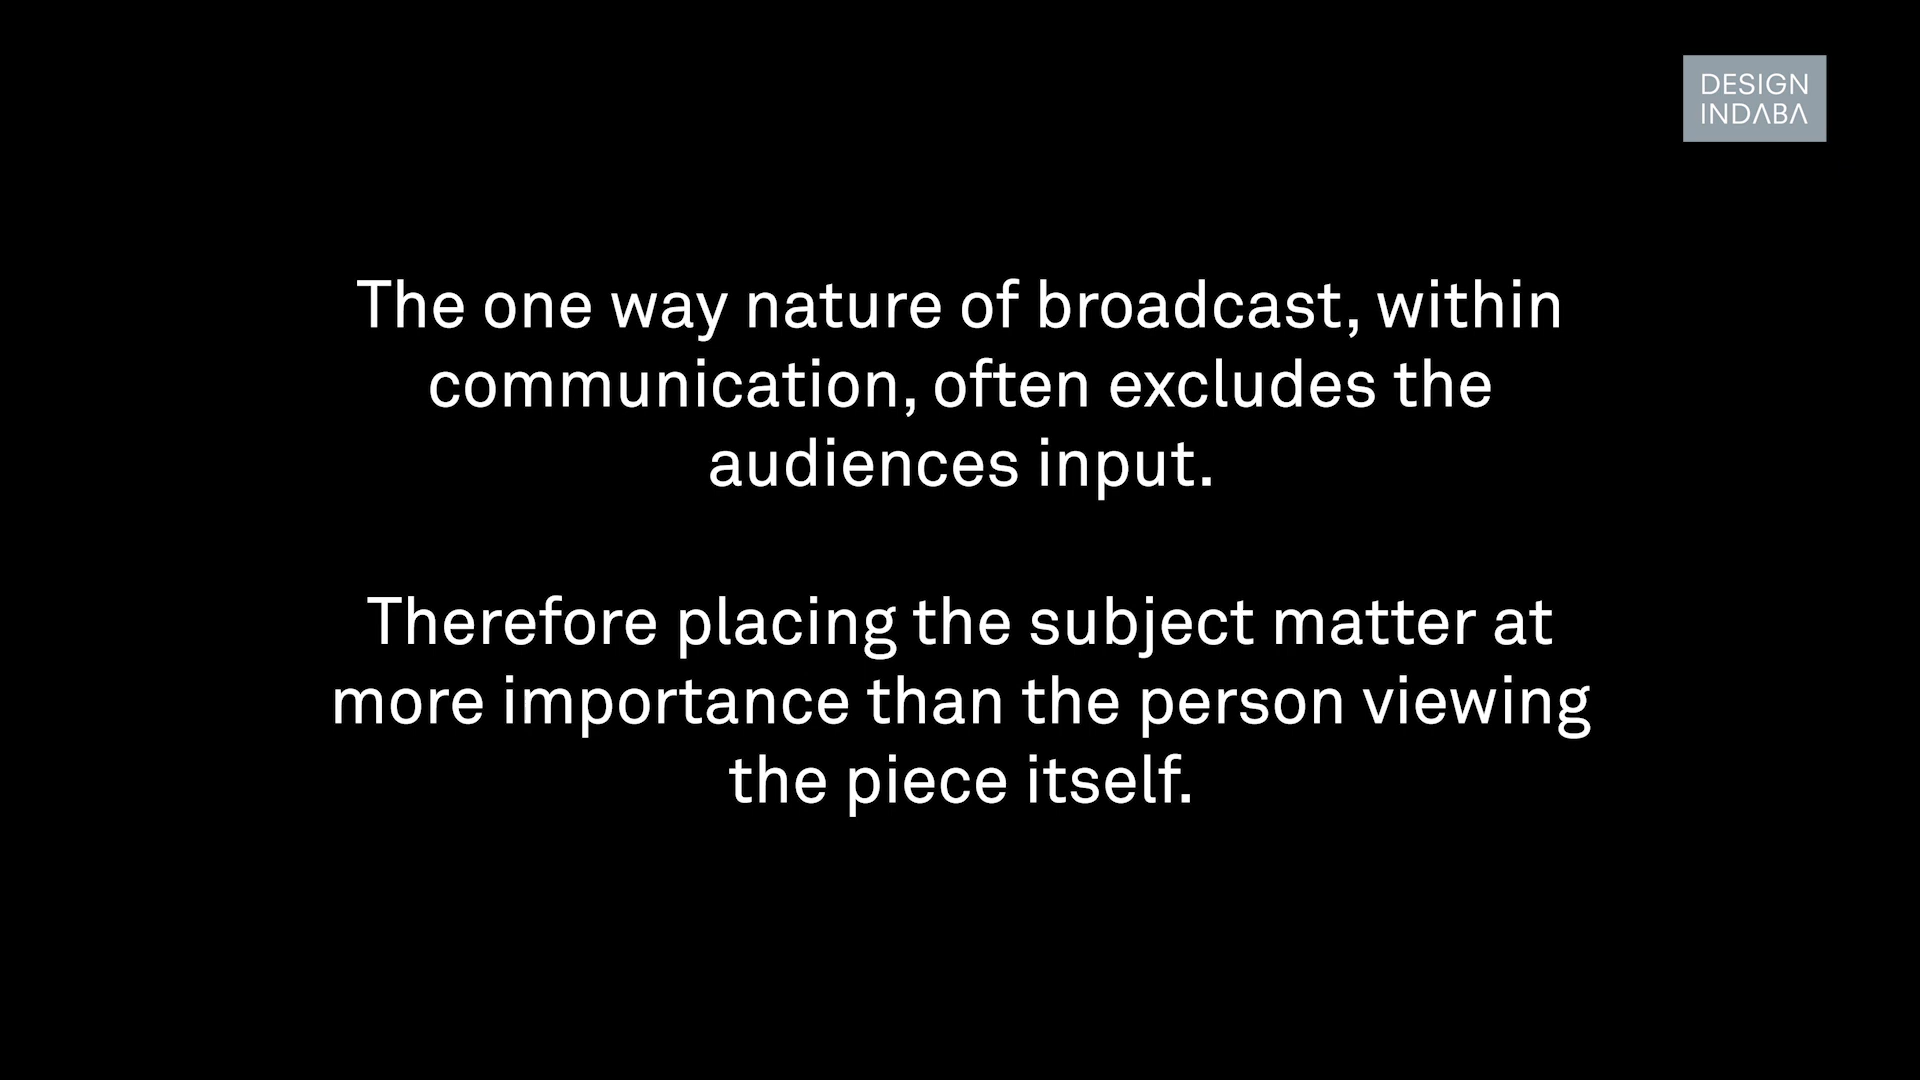 DESIGN
INDABA
The one way nature of broadcast, within
communication, often excludes the
audiences input.
Therefore placing the subject matter at
more importance than the person viewing
the piece itself.